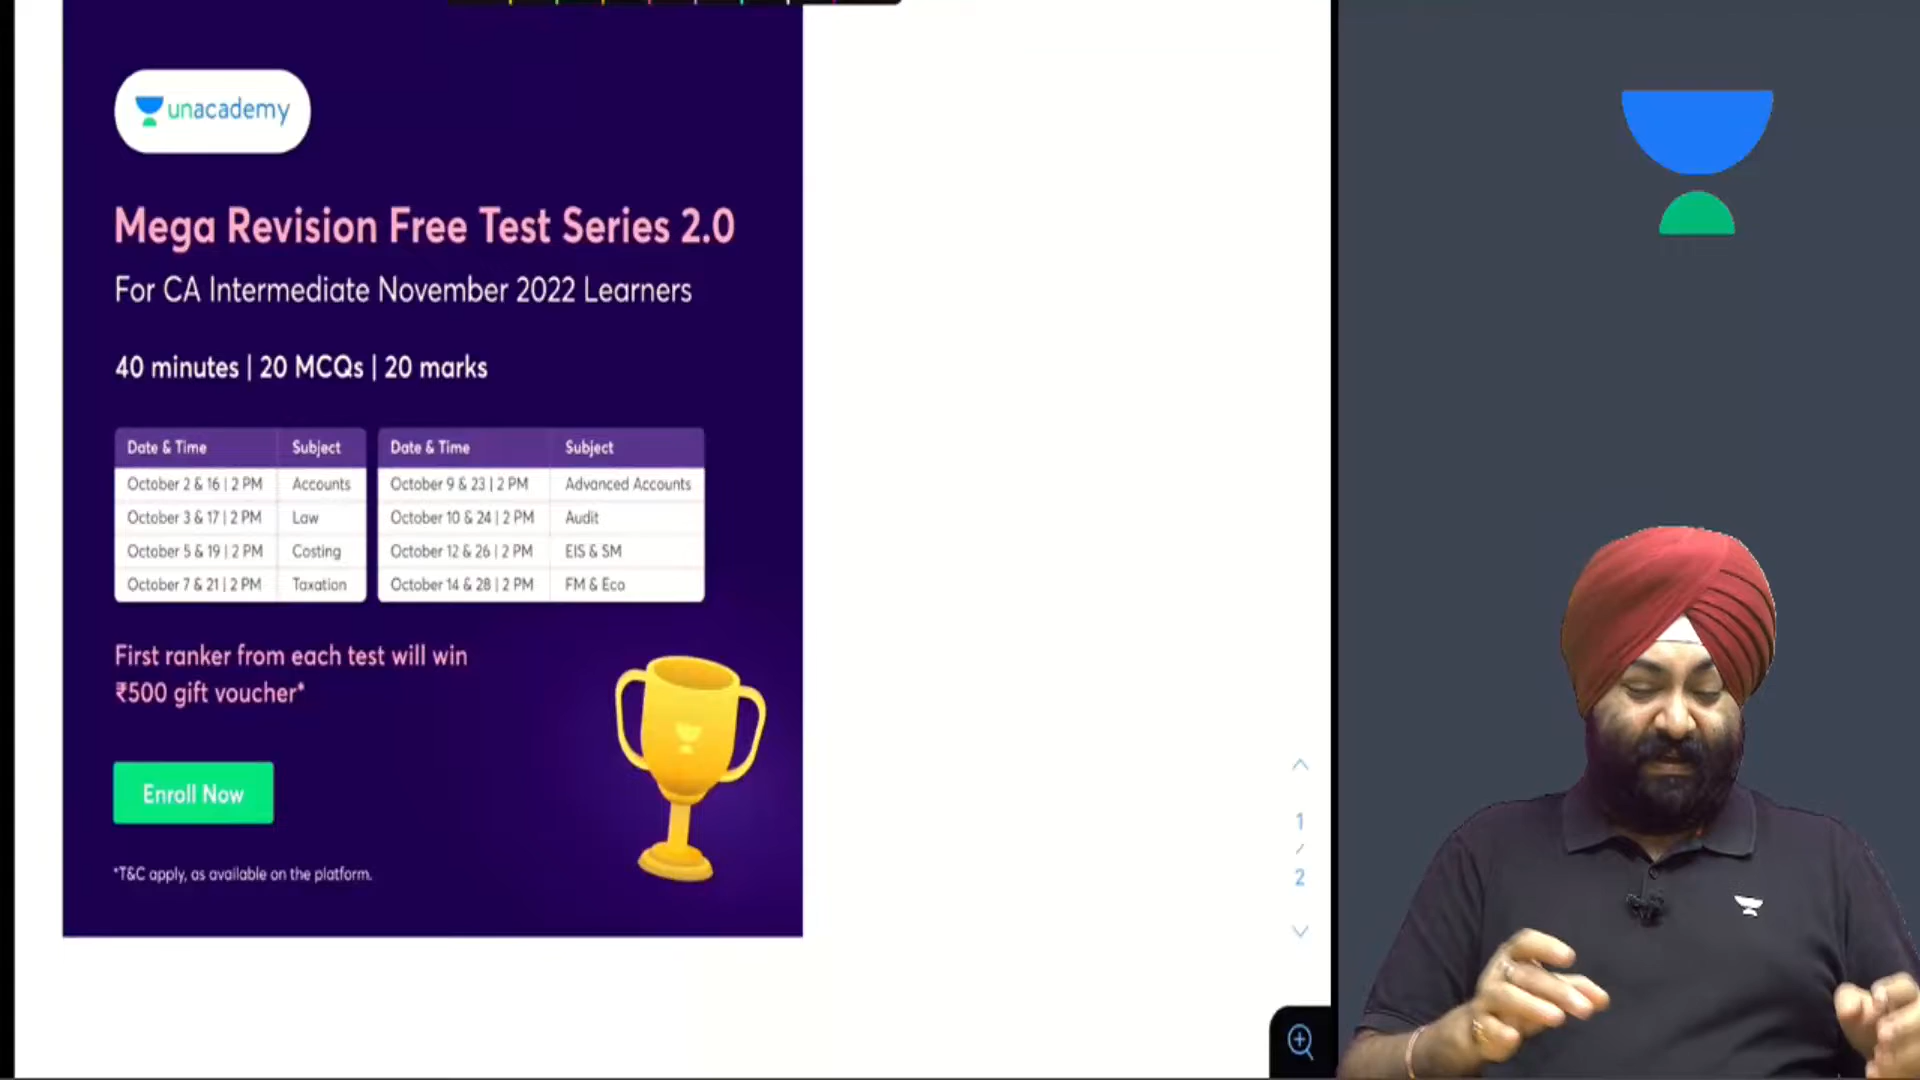 unacademy
Mega Revision Free Test Series 2.0
For CA Intermediate November 2022 Learners
40 minutes | 20 MCQs | 20 marks
Date & Time Subject
October 2 & 16 | 2 PM Accounts
October 3 & 17 | 2 PM Law
October 5 & 19 | 2 PM Costing
October 7 & 21 | 2 PM Taxation
Date & Time Subject
October 9 & 23 | 2 PM Advanced Accounts
October 10 & 24 | 2 PM Audit
October 12 & 26 | 2 PM EIS & SM
October 14 & 28 | 2 PM FM & Eco
First ranker from each test will win
₹500 gift voucher*
Enroll Now
*T&C apply, as available on the platform.
1
/
2